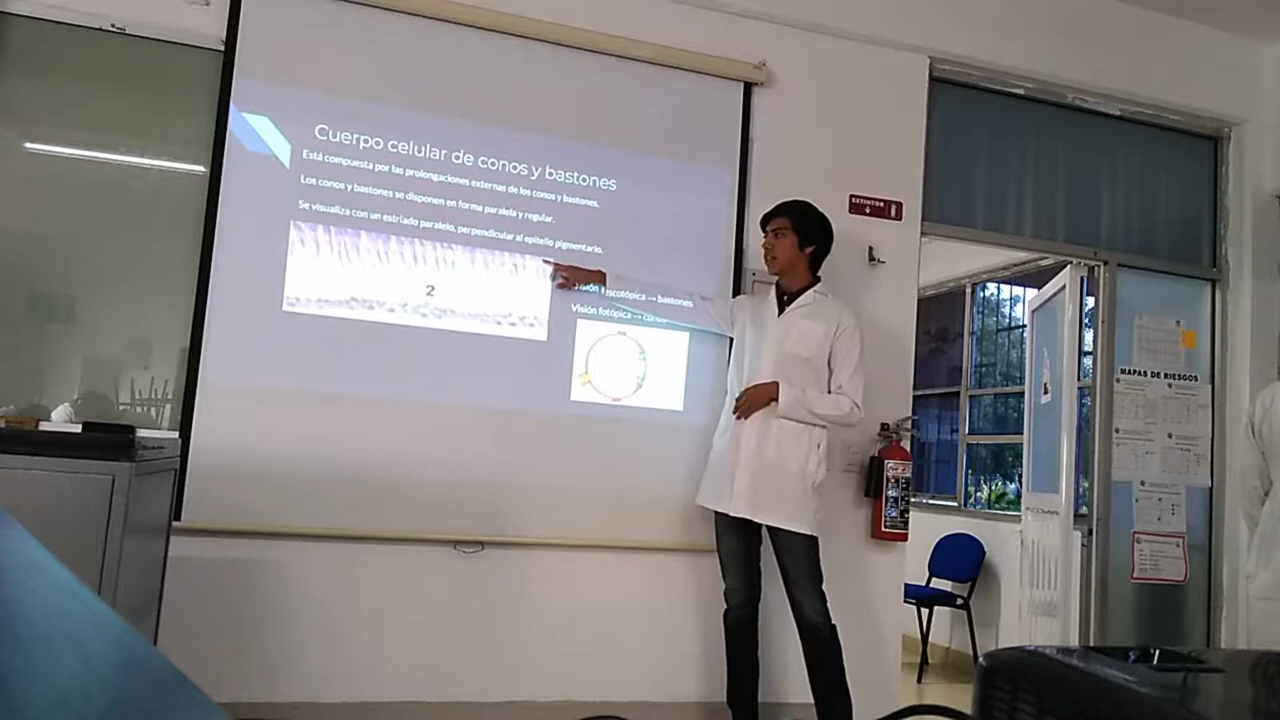 Cuerpo celular de conos y bastones
Está compuesta por las prolongaciones externas de los conos y bastones.
Los conos y bastones se disponen en forma paralela y regular.
Se visualiza con un estriado paralelo, perpendicular al epitelio pigmentario.
2
iscotópica → bastones
Visión fotópica →
EXTINTOR
MAPAS DE RIESGOS